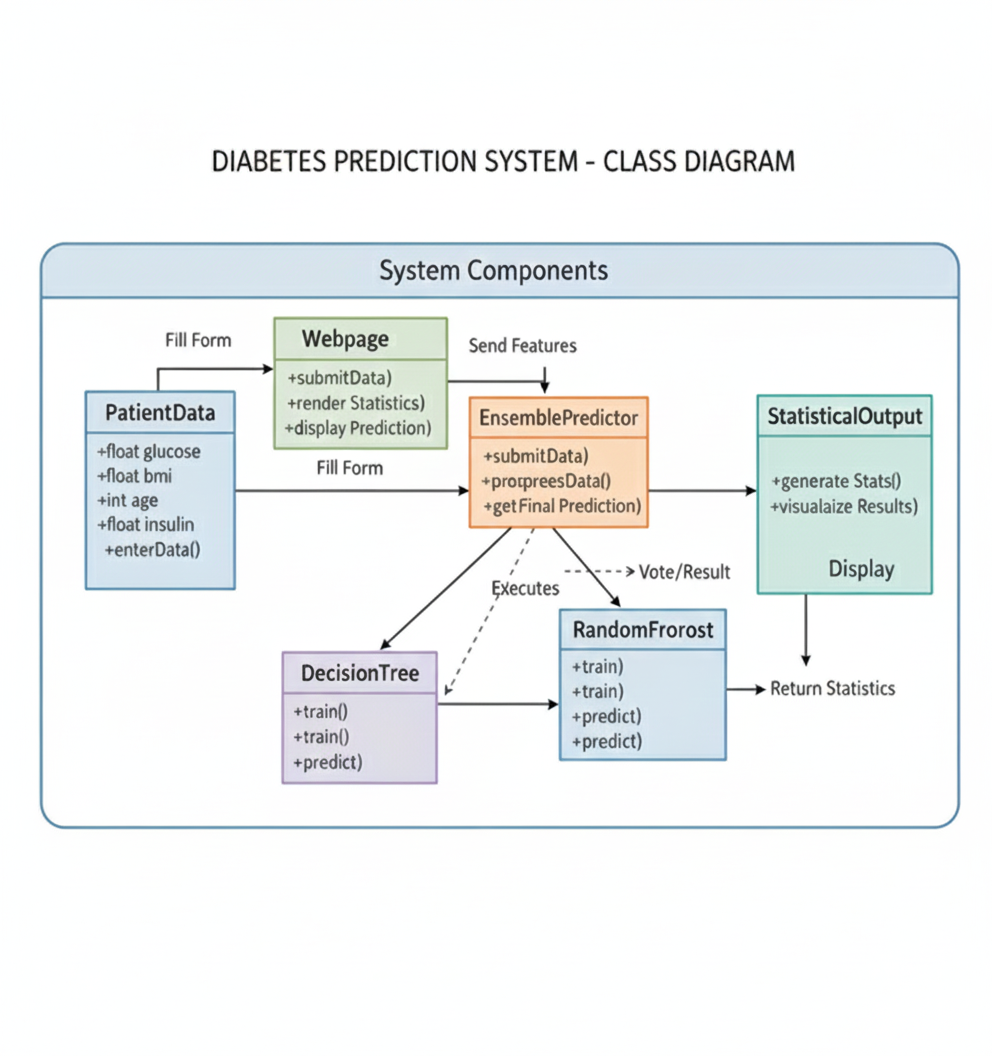 DIABETES PREDICTION SYSTEM - CLASS DIAGRAM
System Components
Fill Form
Webpage
+submitData)
+render Statistics)
+display Prediction)
Send Features
PatientData
+float glucose
+float bmi
+int age
+float insulin
+enterData()
Fill Form
EnsemblePredictor
+submitData)
+proτpreesData()
+getFinal Prediction)
StatisticalOutput
+generate Stats()
+visualaize Results)
Display
Executes
Vote/Result
DecisionTree
+train()
+train()
+predict)
RandomFrorost
+train)
+train)
+predict)
+predict)
Return Statistics